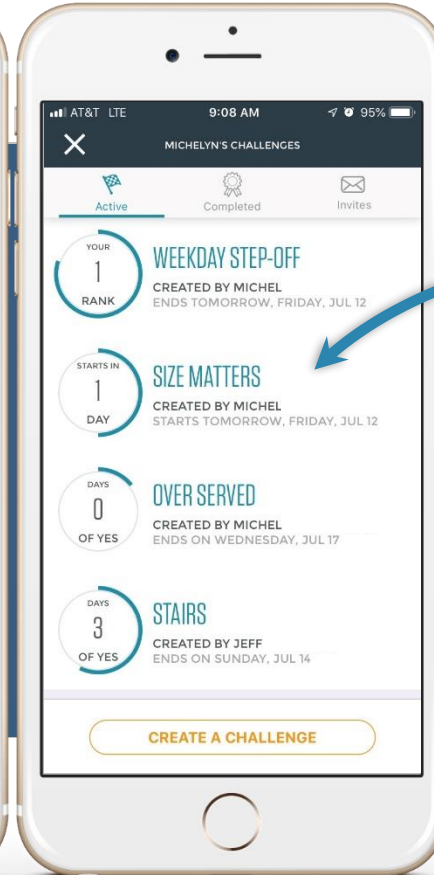 AT&T LTE 9:08 AM 95%
MICHELYN'S CHALLENGES
Active Completed Invites
YOUR
1
RANK
WEEKDAY STEP-OFF
CREATED BY MICHEL
ENDS TOMORROW, FRIDAY, JUL 12
STARTS IN
1
DAY
SIZE MATTERS
CREATED BY MICHEL
STARTS TOMORROW, FRIDAY, JUL 12
DAYS
0
OF YES
OVER SERVED
CREATED BY MICHEL
ENDS ON WEDNESDAY, JUL 17
DAYS
3
OF YES
STAIRS
CREATED BY JEFF
ENDS ON SUNDAY, JUL 14
CREATE A CHALLENGE